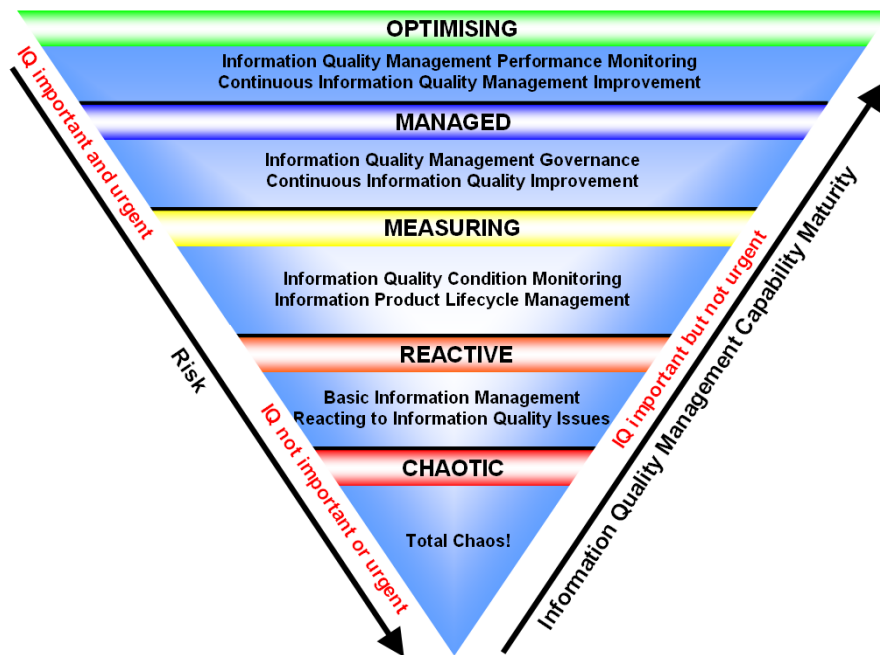 OPTIMISING
Information Quality Management Performance Monitoring
Continuous Information Quality Management Improvement
MANAGED
Information Quality Management Governance
Continuous Information Quality Improvement
MEASURING
Information Quality Condition Monitoring
Information Product Lifecycle Management
REACTIVE
Basic Information Management
Reacting to Information Quality Issues
CHAOTIC
Total Chaos!
IQ important and urgent
Risk
IQ not important or urgent
IQ important but not urgent
Information Quality Management Capability Maturity